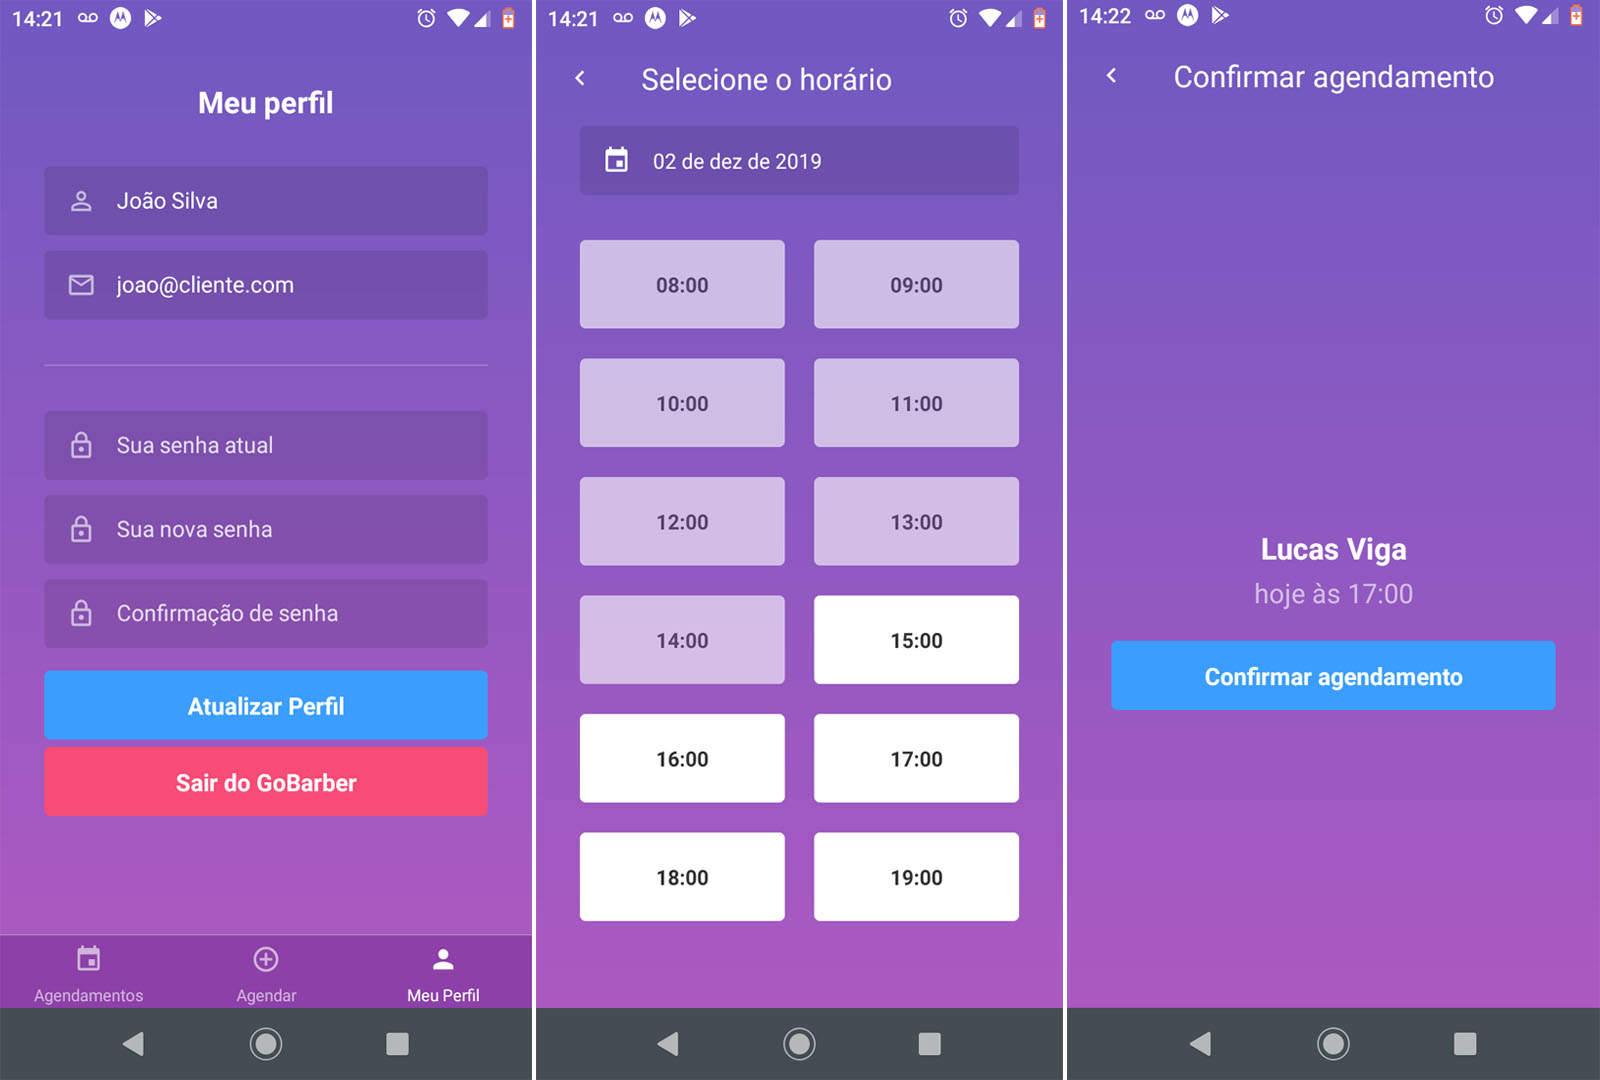 14:21
Meu perfil
João Silva
joao@cliente.com
Sua senha atual
Sua nova senha
Confirmação de senha
Atualizar Perfil
Sair do GoBarber
Agendamentos
Agendar
Meu Perfil
14:21
Selecione o horário
02 de dez de 2019
08:00
09:00
10:00
11:00
12:00
13:00
14:00
15:00
16:00
17:00
18:00
19:00
14:22
Confirmar agendamento
Lucas Viga
hoje às 17:00
Confirmar agendamento